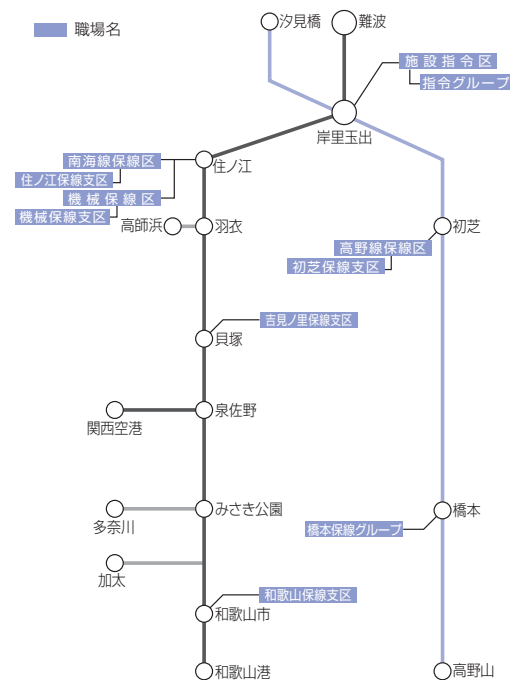 職場名
汐見橋
難波
施設指令区
指令グループ
岸里玉出
南海線保線区
住ノ江
住ノ江保線支区
機械保線区
機械保線支区
高師浜
羽衣
初芝
高野線保線区
初芝保線支区
吉見ノ里保線支区
貝塚
泉佐野
関西空港
みさき公園
橋本
多奈川
橋本保線グループ
加太
和歌山保線支区
和歌山市
和歌山港
高野山